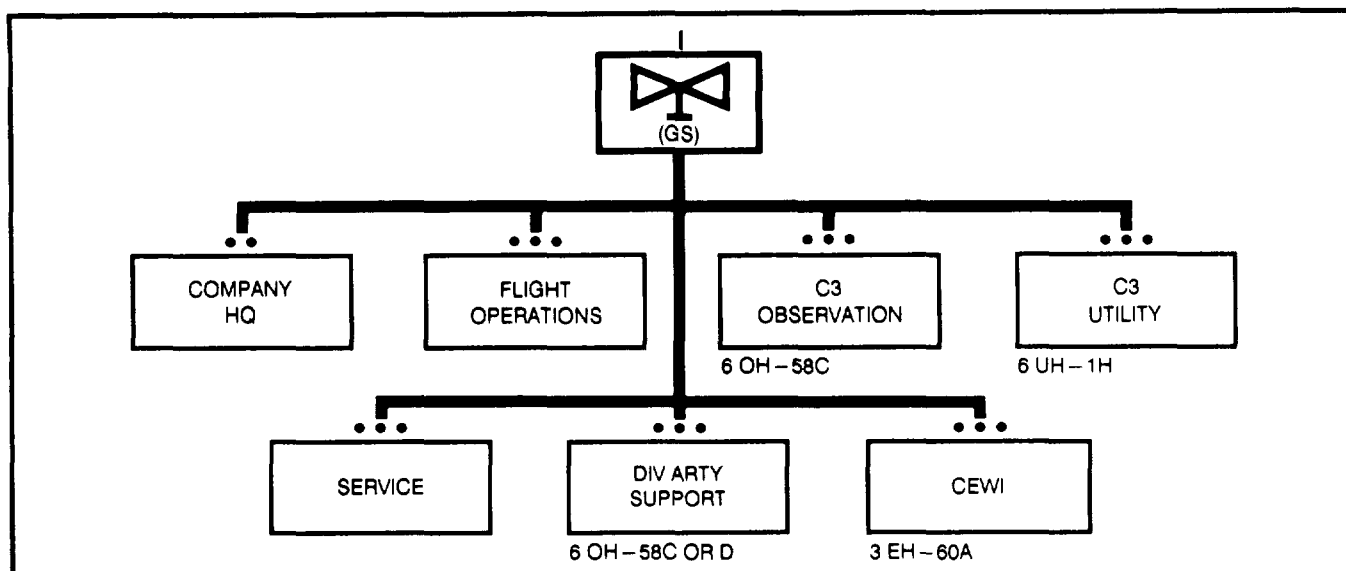 (GS)
COMPANY
HQ
FLIGHT
OPERATIONS
C3
OBSERVATION
6 OH–58C
C3
UTILITY
6 UH–1H
SERVICE
DIV ARTY
SUPPORT
6 OH–58C OR D
CEWI
3 EH–60A